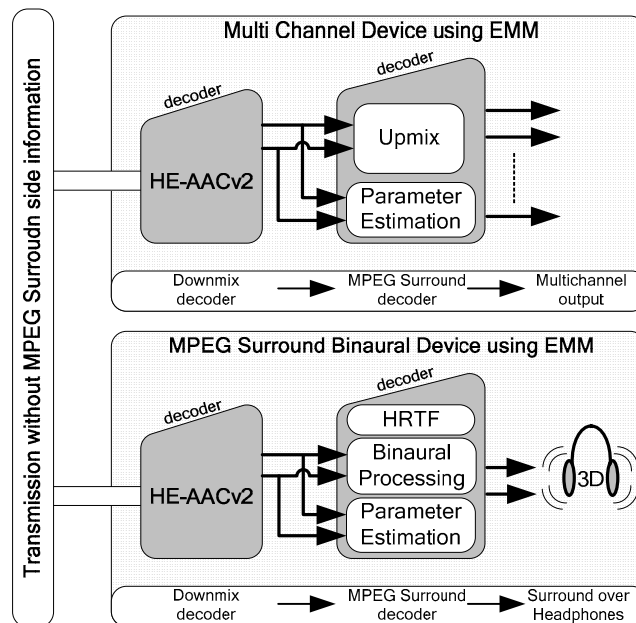 Transmission without MPEG Surroudn side information
Multi Channel Device using EMM
decoder
HE-AACv2
decoder
Upmix
Parameter
Estimation
Downmix
decoder
MPEG Surround
decoder
Multichannel
output
MPEG Surround Binaural Device using EMM
decoder
HE-AACv2
decoder
HRTF
Binaural
Processing
Parameter
Estimation
3D
Downmix
decoder
MPEG Surround
decoder
Surround over
Headphones